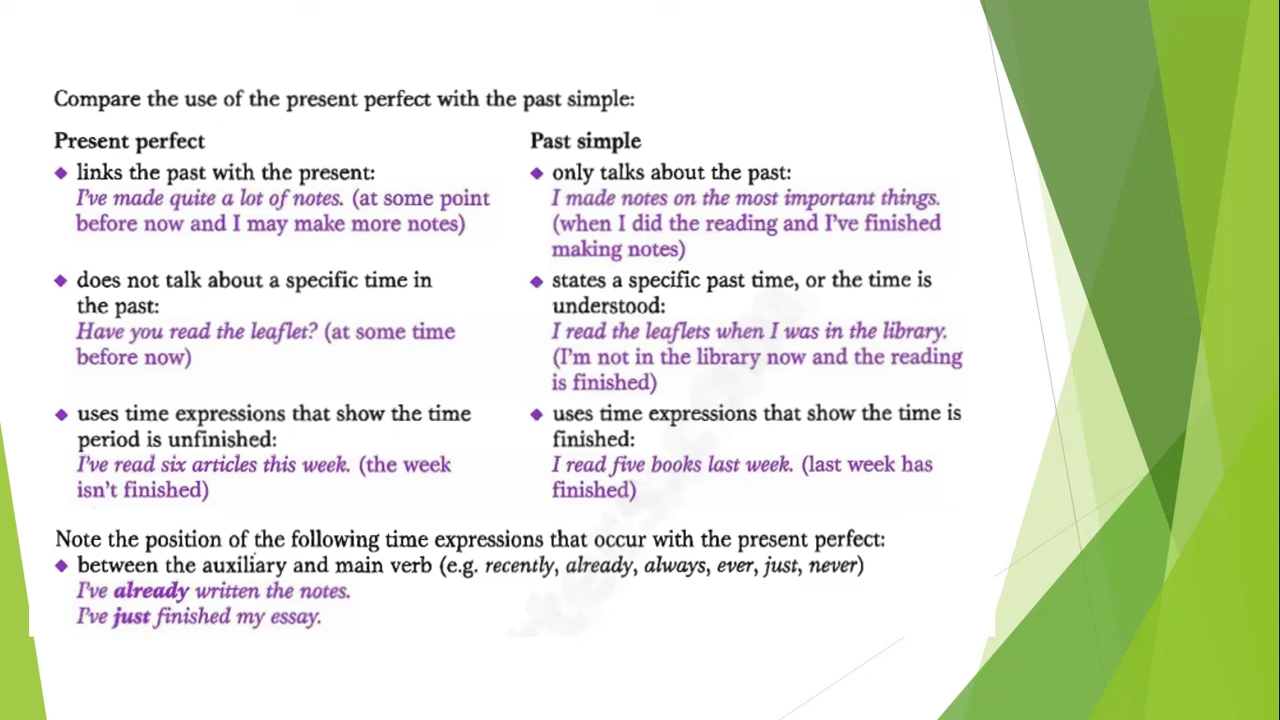 Compare the use of the present perfect with the past simple:
Present perfect
◆ links the past with the present:
I've made quite a lot of notes. (at some point
before now and I may make more notes)
◆ does not talk about a specific time in
the past:
Have you read the leaflet? (at some time
before now)
◆ uses time expressions that show the time
period is unfinished:
I've read six articles this week. (the week
isn't finished)
Past simple
◆ only talks about the past:
I made notes on the most important things.
(when I did the reading and I've finished
making notes)
◆ states a specific past time, or the time is
understood:
I read the leaflets when I was in the library.
(I'm not in the library now and the reading
is finished)
◆ uses time expressions that show the time is
finished:
I read five books last week. (last week has
finished)
Note the position of the following time expressions that occur with the present perfect:
◆ between the auxiliary and main verb (e.g. recently, already, always, ever, just, never)
I've already written the notes.
I've just finished my essay.